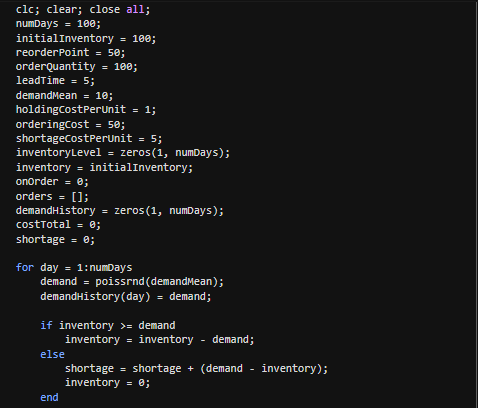 clc; clear; close all;
numDays = 100;
initialInventory = 100;
reorderPoint = 50;
orderQuantity = 100;
leadTime = 5;
demandMean = 10;
holdingCostPerUnit = 1;
orderingCost = 50;
shortageCostPerUnit = 5;
inventoryLevel = zeros(1, numDays);
inventory = initialInventory;
onOrder = 0;
orders = [];
demandHistory = zeros(1, numDays);
costTotal = 0;
shortage = 0;

for day = 1:numDays
    demand = poissrnd(demandMean);
    demandHistory(day) = demand;

    if inventory >= demand
        inventory = inventory - demand;
    else
        shortage = shortage + (demand - inventory);
        inventory = 0;
    end